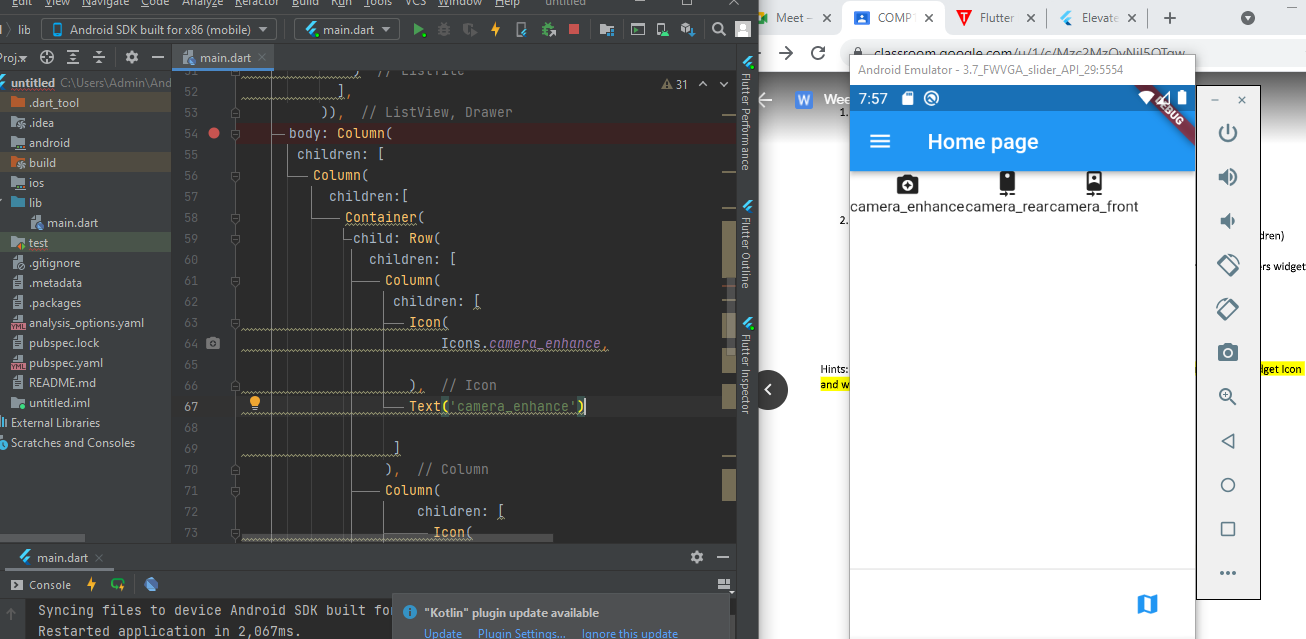 Edit View Navigate Code Analyze Refactor Build Run Tools VCS Window Help untitled
lib Android SDK built for x86 (mobile) main.dart
main.dart
untitled C:\Users\Admin\And
.dart_tool
.idea
android
build
ios
lib
main.dart
test
.gitignore
.metadata
.packages
analysis_options.yaml
pubspec.lock
pubspec.yaml
README.md
untitled.iml
External Libraries
Scratches and Consoles
31
51 ) // ListTile
52 ],
53 )), // ListView, Drawer
54 body: Column(
55 children: [
56 Column(
57 children:[
58 Container(
59 child: Row(
60 children: [
61 Column(
62 children: [
63 Icon(
64 Icons.camera_enhance,
65
66 ), // Icon
67 Text('camera_enhance')
68
69 ]
70 ), // Column
71 Column(
72 children: [
73 Icon(
Flutter Performance
Flutter Outline
Flutter Inspector
main.dart
Console
Syncing files to device Android SDK built for
Restarted application in 2,067ms.
"Kotlin" plugin update available
Update Plugin Settings... Ignore this update
Meet –
COMP
Flutter
Elevate
classroom.google.com/u/1/c/
W Wee
1.
2.
dren)
ers widget
Hints:
dget Icon
and w
Android Emulator - 3.7_FWVGA_slider_API_29:5554
7:57
DEBUG
Home page
camera_enhance camera_rear camera_front